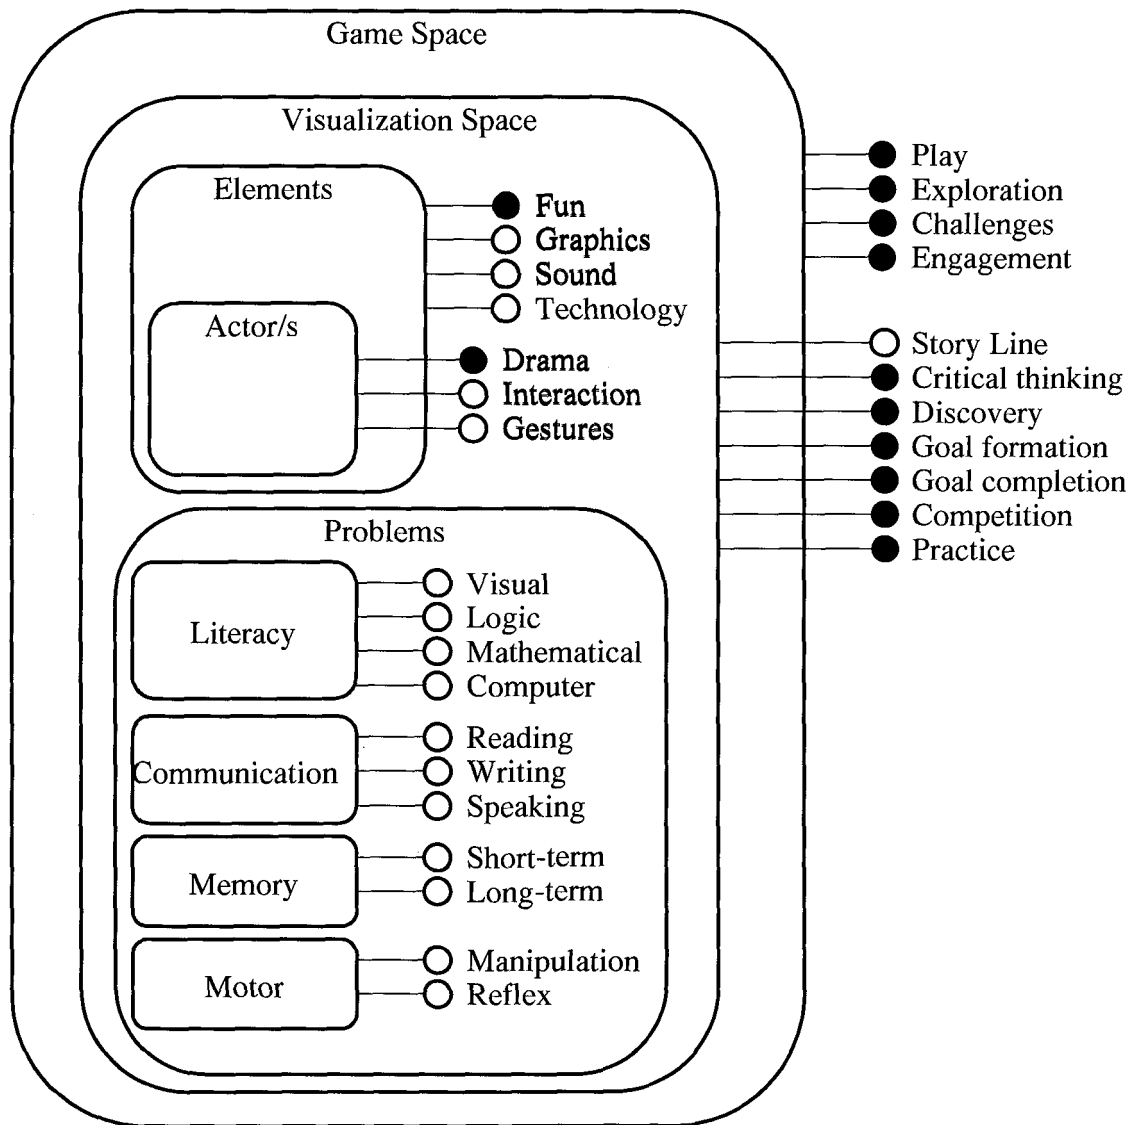 Game Space
Visualization Space
Elements
Fun
Graphics
Sound
Technology
Actor/s
Drama
Interaction
Gestures
Play
Exploration
Challenges
Engagement
Story Line
Critical thinking
Discovery
Goal formation
Goal completion
Competition
Practice
Problems
Literacy
Visual
Logic
Mathematical
Computer
Communication
Reading
Writing
Speaking
Memory
Short-term
Long-term
Motor
Manipulation
Reflex